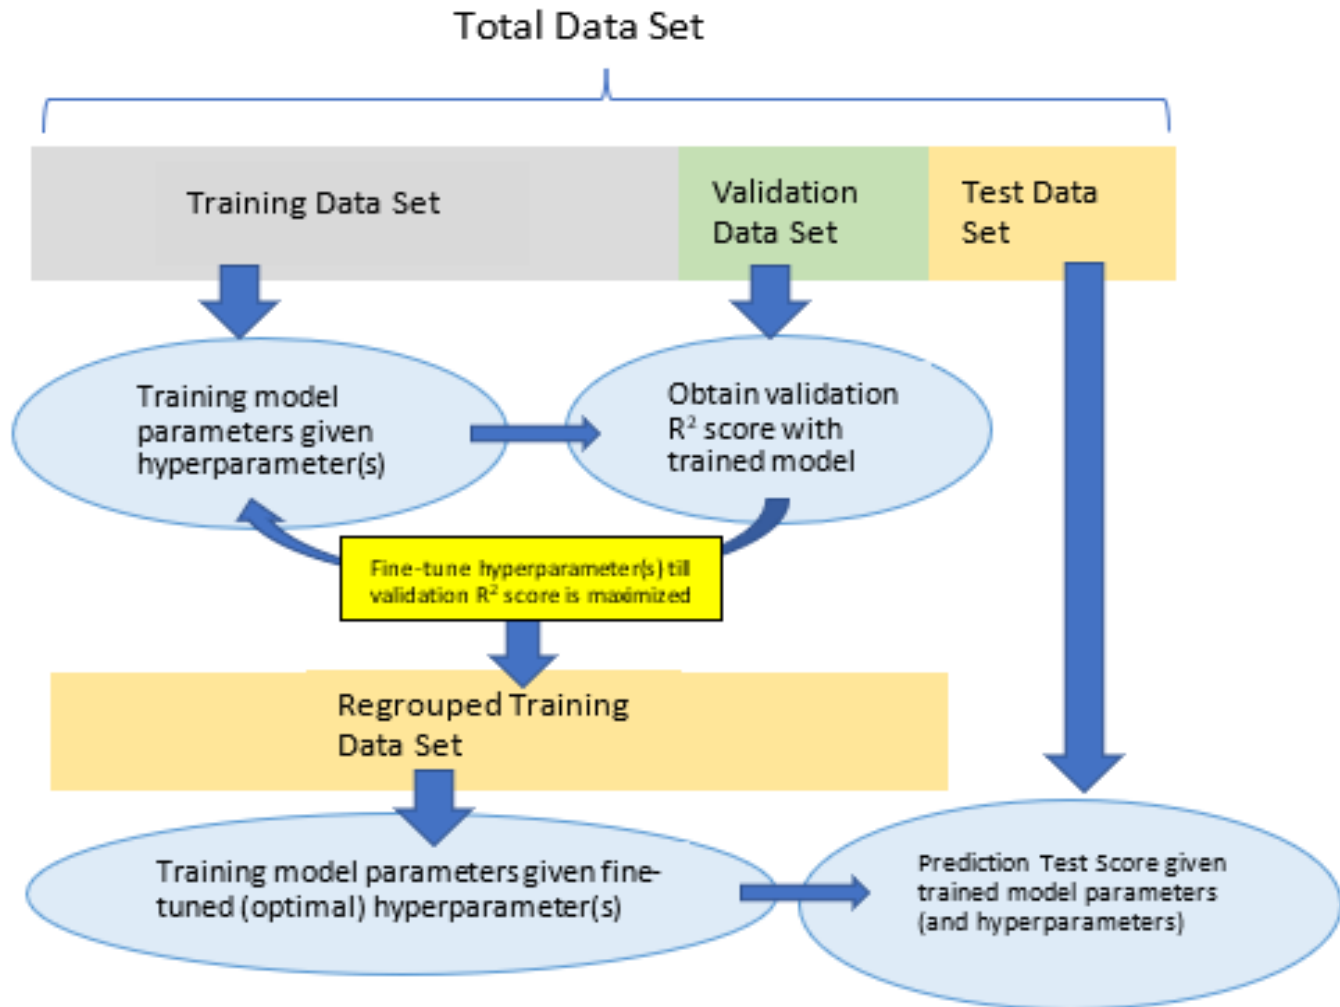 Total Data Set
Training Data Set
Validation
Data Set
Test Data
Set
Training model
parameters given
hyperparameter(s)
Obtain validation
R² score with
trained model
Fine-tune hyperparameter(s) till
validation R² score is maximized
Regrouped Training
Data Set
Training model parameters given fine-
tuned (optimal) hyperparameter(s)
Prediction Test Score given
trained model parameters
(and hyperparameters)